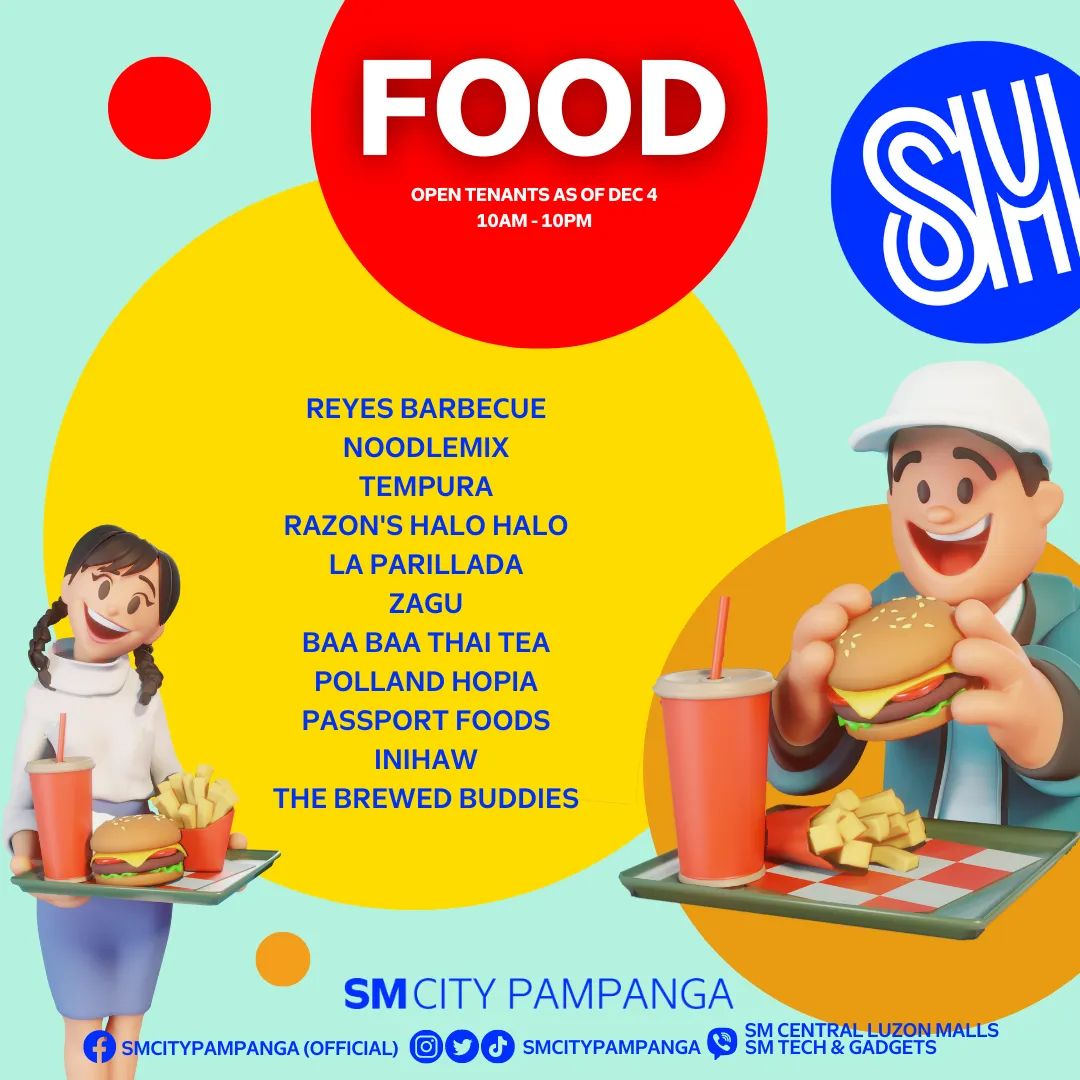 FOOD
OPEN TENANTS AS OF DEC 4
10AM - 10PM
SM
REYES BARBECUE
NOODLEMIX
TEMPURA
RAZON'S HALO HALO
LA PARILLADA
ZAGU
BAA BAA THAI TEA
POLLAND HOPIA
PASSPORT FOODS
INIHAW
THE BREWED BUDDIES
SM CITY PAMPANGA
SMCITYPAMPANGA (OFFICIAL)
SMCITYPAMPANGA
SM CENTRAL LUZON MALLS
SM TECH & GADGETS